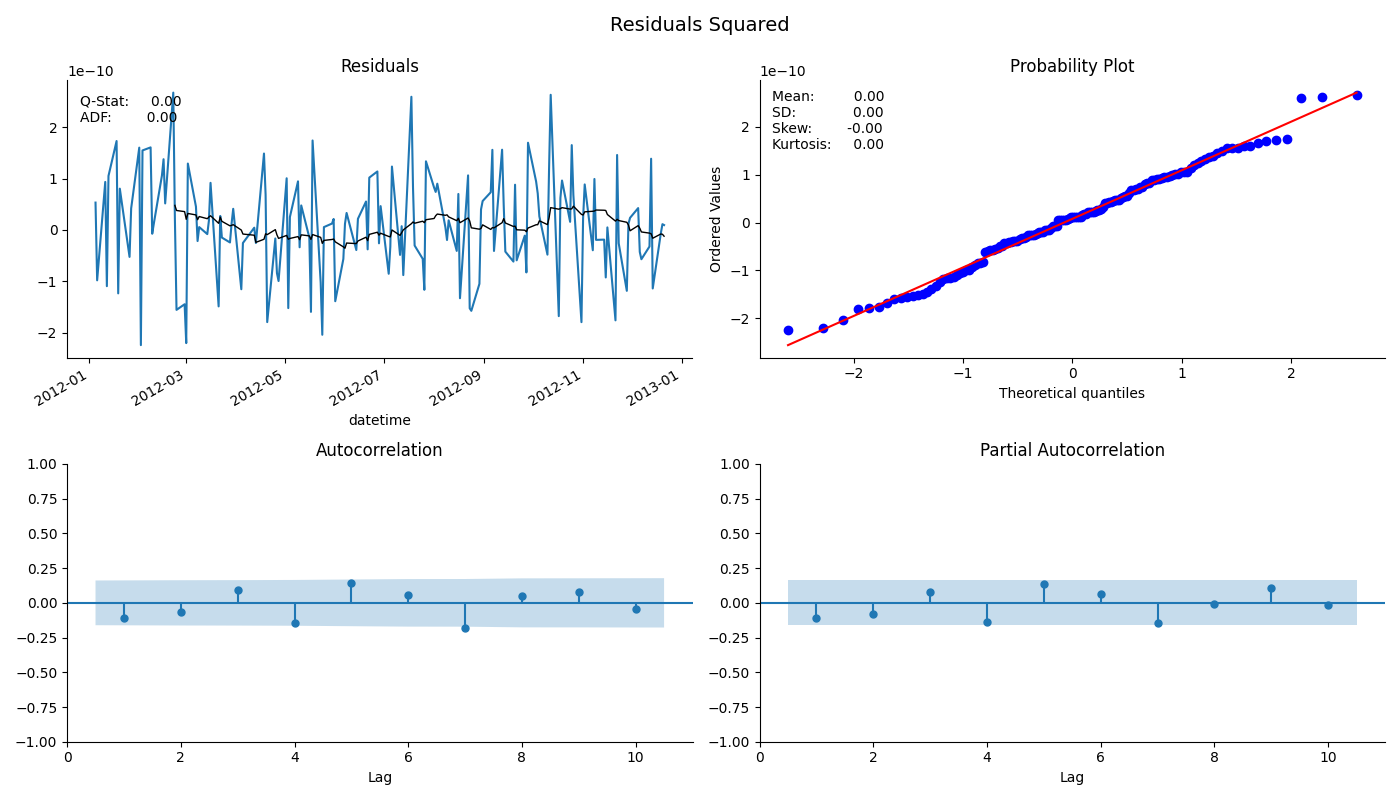 Residuals Squared
Residuals
1e−10
Q-Stat: 0.00
ADF: 0.00
2
1
0
−1
−2
2012-01
2012-03
2012-05
2012-07
2012-09
2012-11
2013-01
datetime
Probability Plot
1e−10
Mean: 0.00
SD: 0.00
Skew: -0.00
Kurtosis: 0.00
Ordered Values
2
1
0
−1
−2
−2 −1 0 1 2
Theoretical quantiles
Autocorrelation
1.00
0.75
0.50
0.25
0.00
−0.25
−0.50
−0.75
−1.00
0 2 4 6 8 10
Lag
Partial Autocorrelation
1.00
0.75
0.50
0.25
0.00
−0.25
−0.50
−0.75
−1.00
0 2 4 6 8 10
Lag